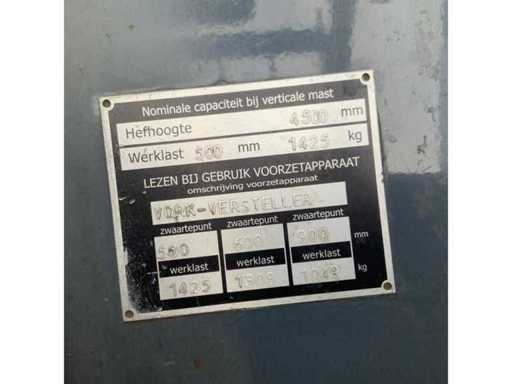 Nominale capaciteit bij verticale mast
Hefhoogte 4500 mm
Werklast 500 mm 1425 kg
LEZEN BIJ GEBRUIK VOORZETAPPARAAT
omschrijving voorzetapparaat
VORK-VERSTELLER
zwaartepunt zwaartepunt zwaartepunt
500 600 900 mm
werklast werklast werklast
1425 kg